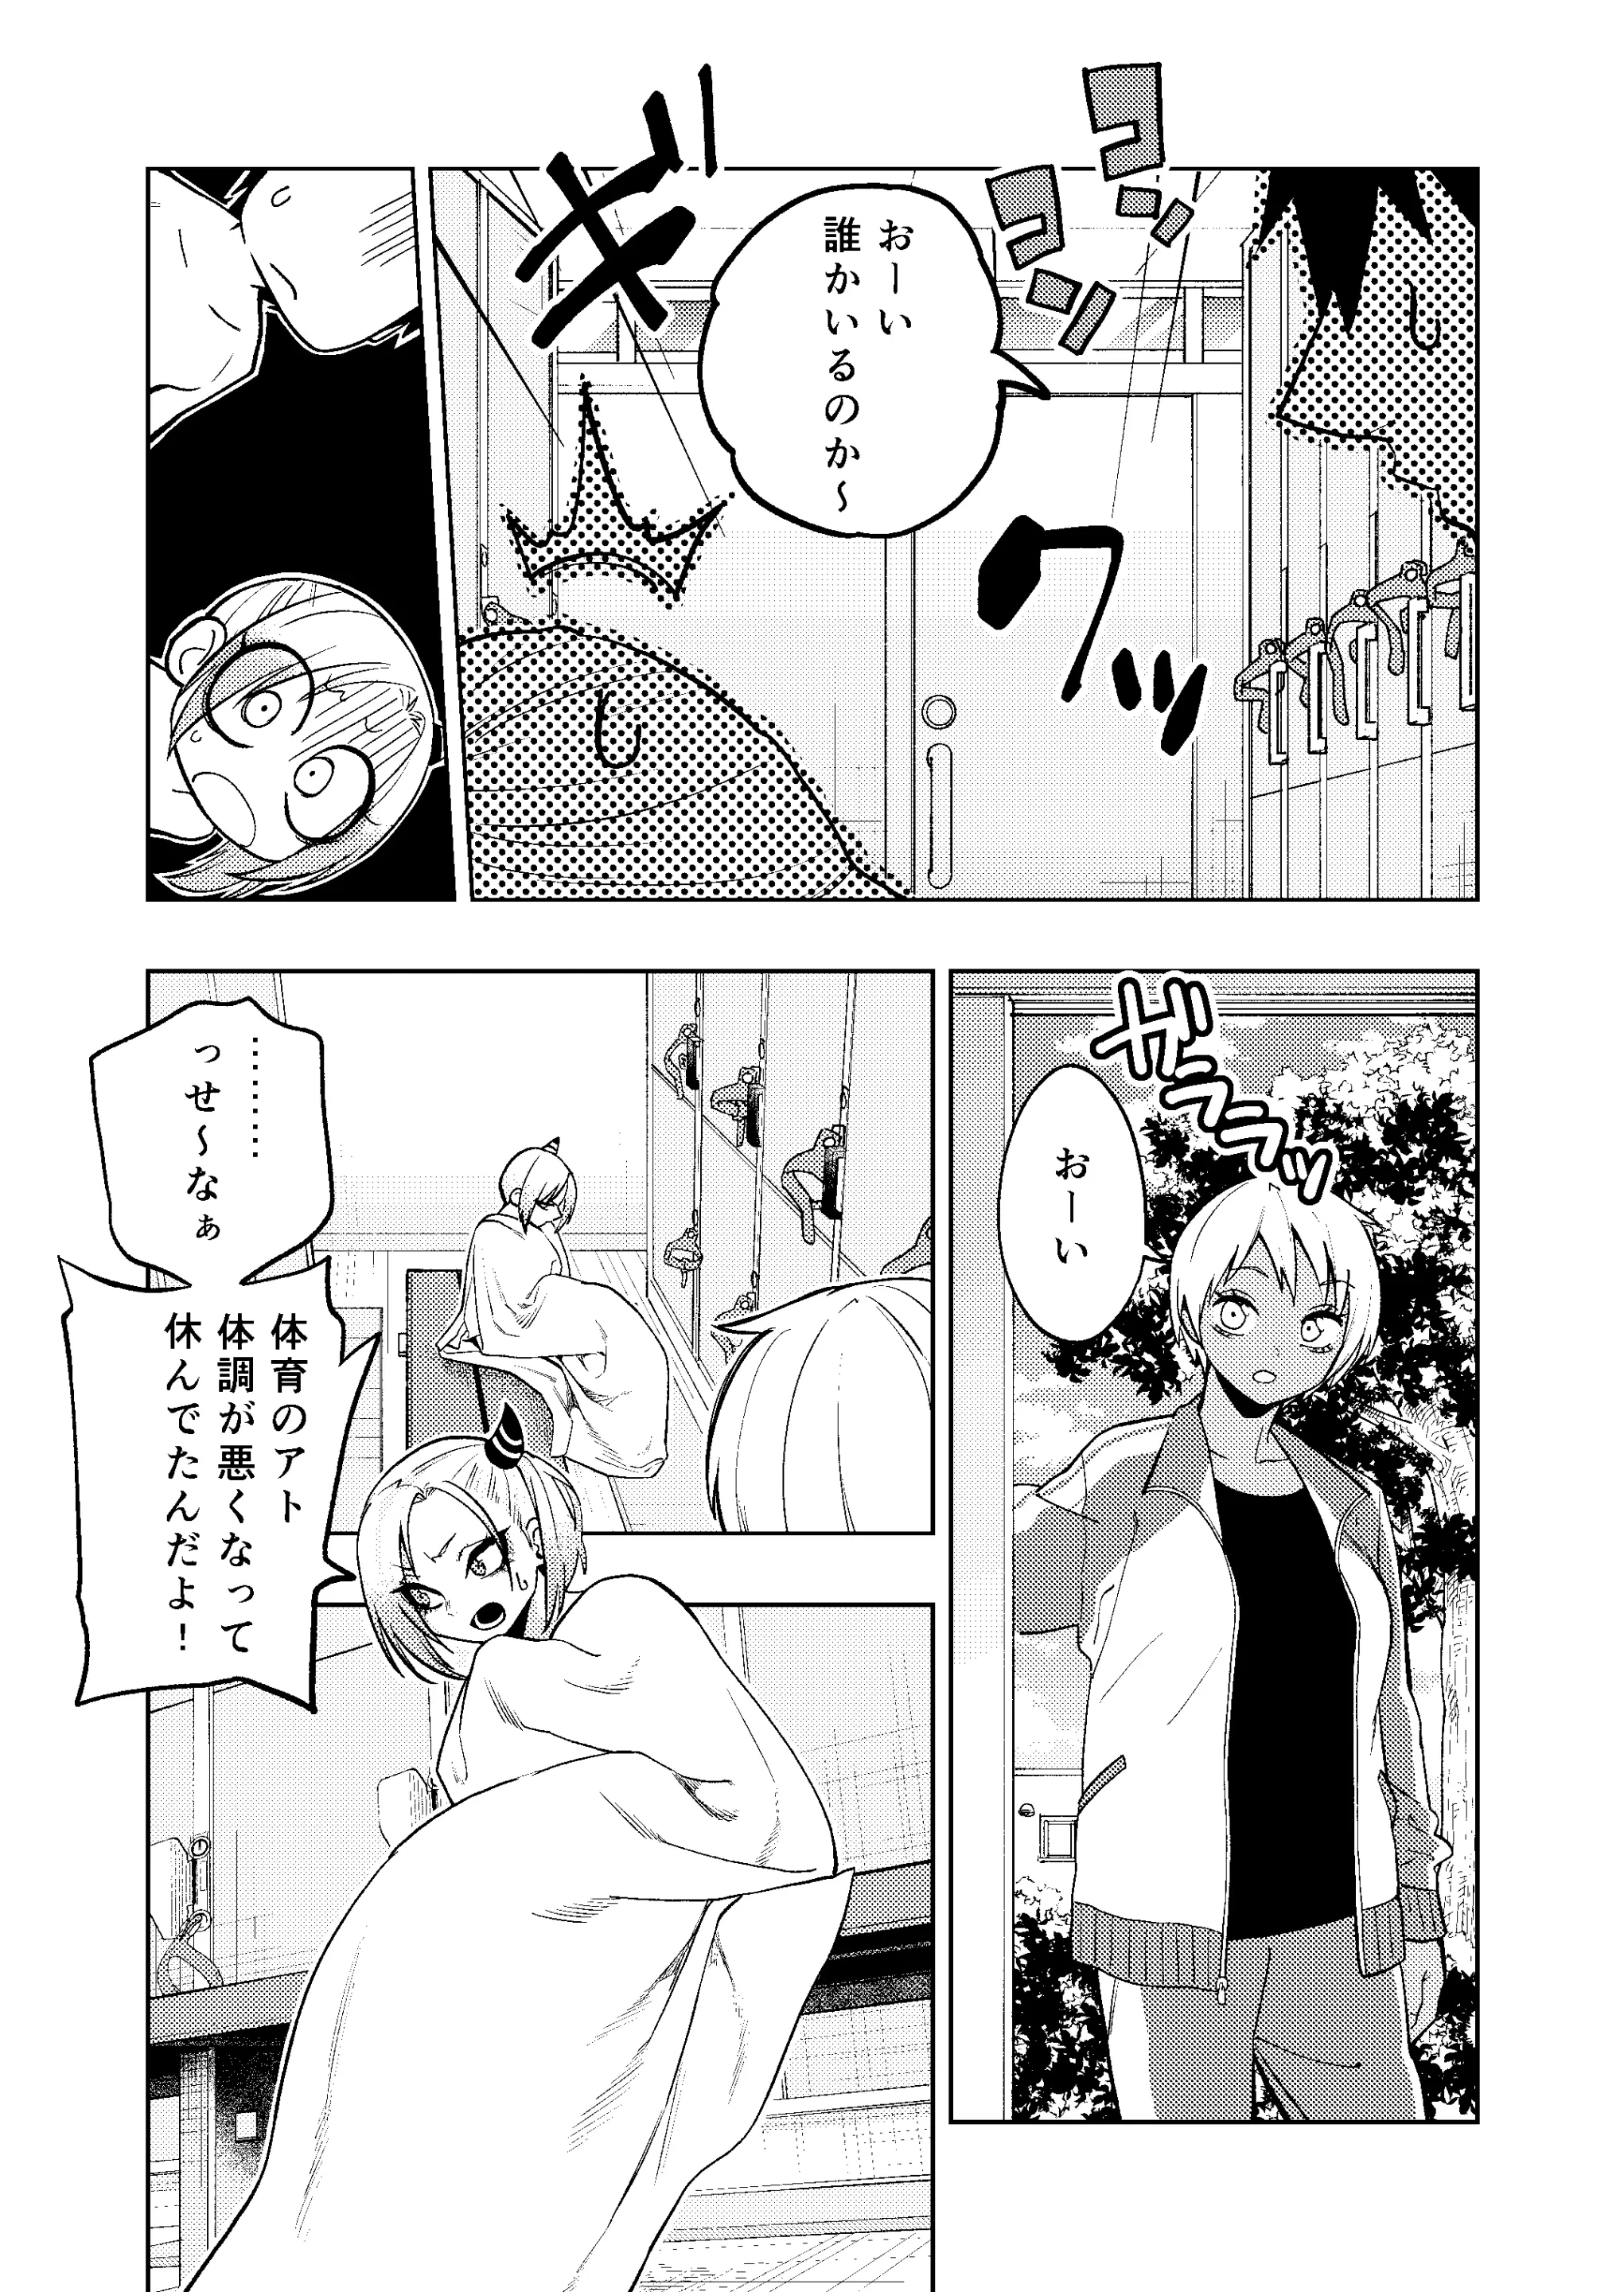 コンコンッ
おーい
誰かいるのか～
ギクッ
ガラララッ
おーい
………
っせ～なぁ
体育のアト
体調が悪くなって
休んでたんだよ！